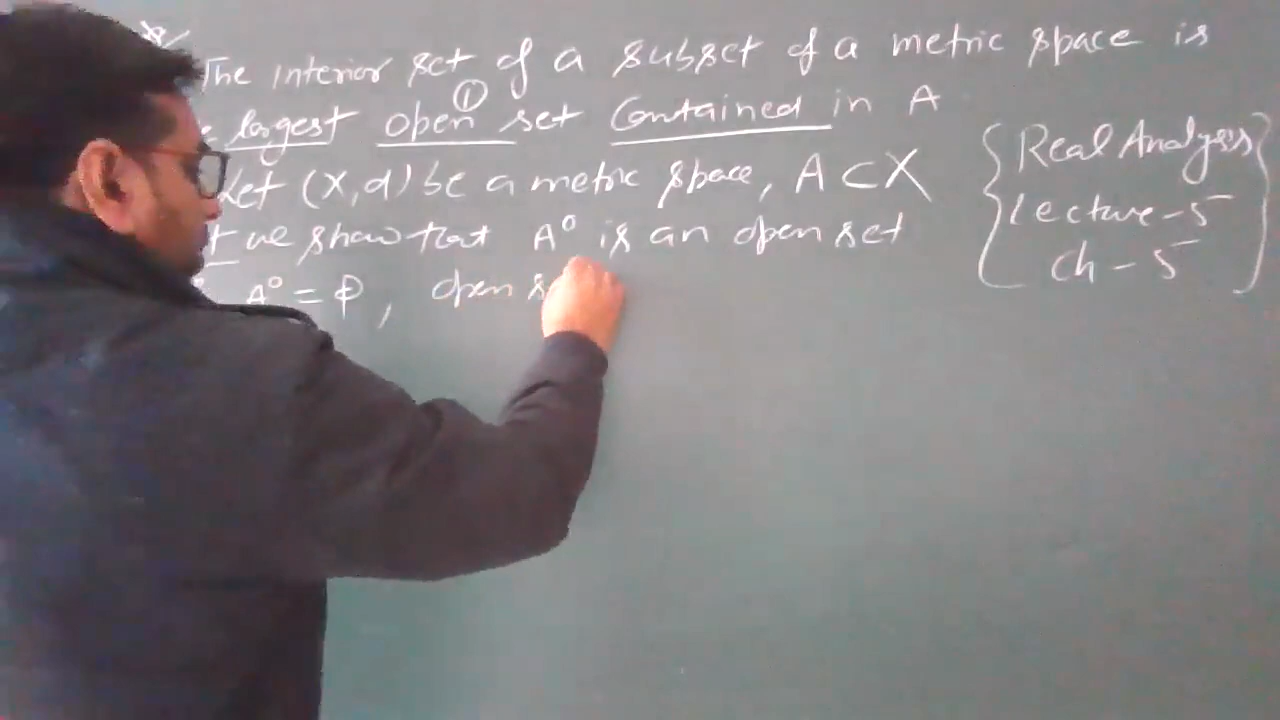 The interior set of a subset of a metric space is
largest open set Contained in A
①
Let (X,d) be a metric space, A ⊂ X
we show that A° is an open set
A° = φ, open
{Real Analysis
Lecture-5
Ch-5}